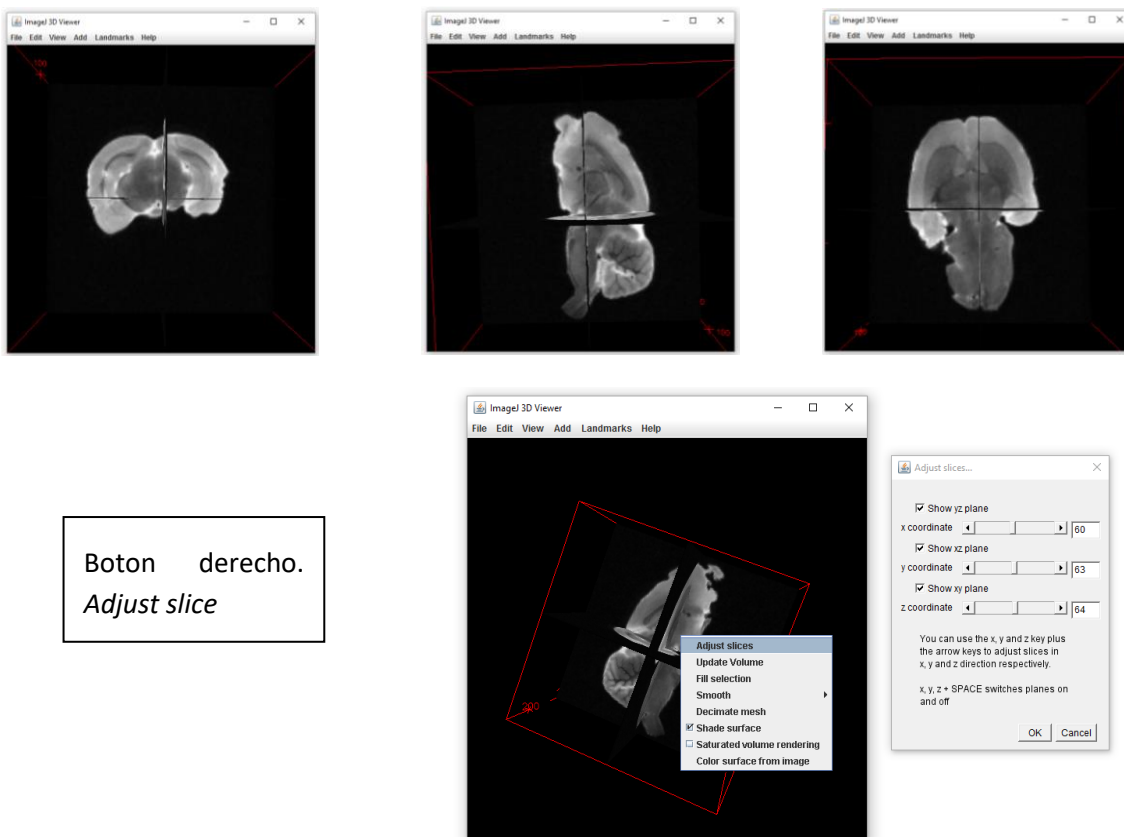 ImageJ 3D Viewer
File Edit View Add Landmarks Help
100
ImageJ 3D Viewer
File Edit View Add Landmarks Help
ImageJ 3D Viewer
File Edit View Add Landmarks Help
Boton derecho.
Adjust slice
ImageJ 3D Viewer
File Edit View Add Landmarks Help
200
Adjust slices
Update Volume
Fill selection
Smooth
Decimate mesh
Shade surface
Saturated volume rendering
Color surface from image
Adjust slices...
Show yz plane
x coordinate 60
Show xz plane
y coordinate 63
Show xy plane
z coordinate 64
You can use the x, y and z key plus
the arrow keys to adjust slices in
x, y and z direction respectively.
x, y, z + SPACE switches planes on
and off
OK Cancel